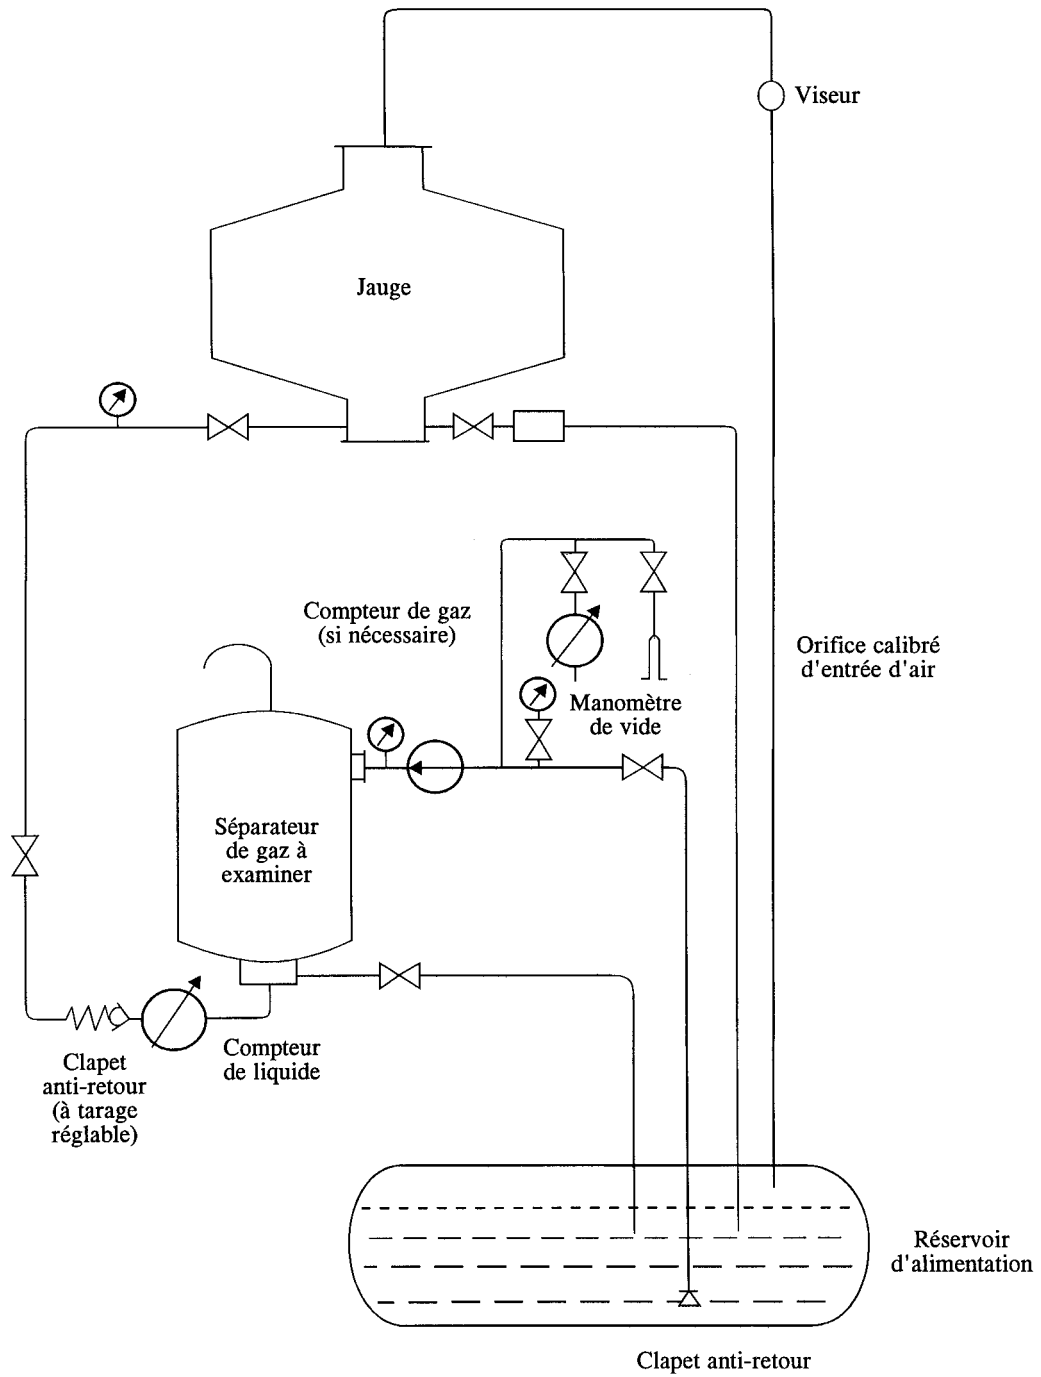 Viseur
Jauge
Compteur de gaz
(si nécessaire)
Orifice calibré
d'entrée d'air
Manomètre
de vide
Séparateur
de gaz à
examiner
Compteur
de liquide
Clapet
anti-retour
(à tarage
réglable)
Réservoir
d'alimentation
Clapet anti-retour